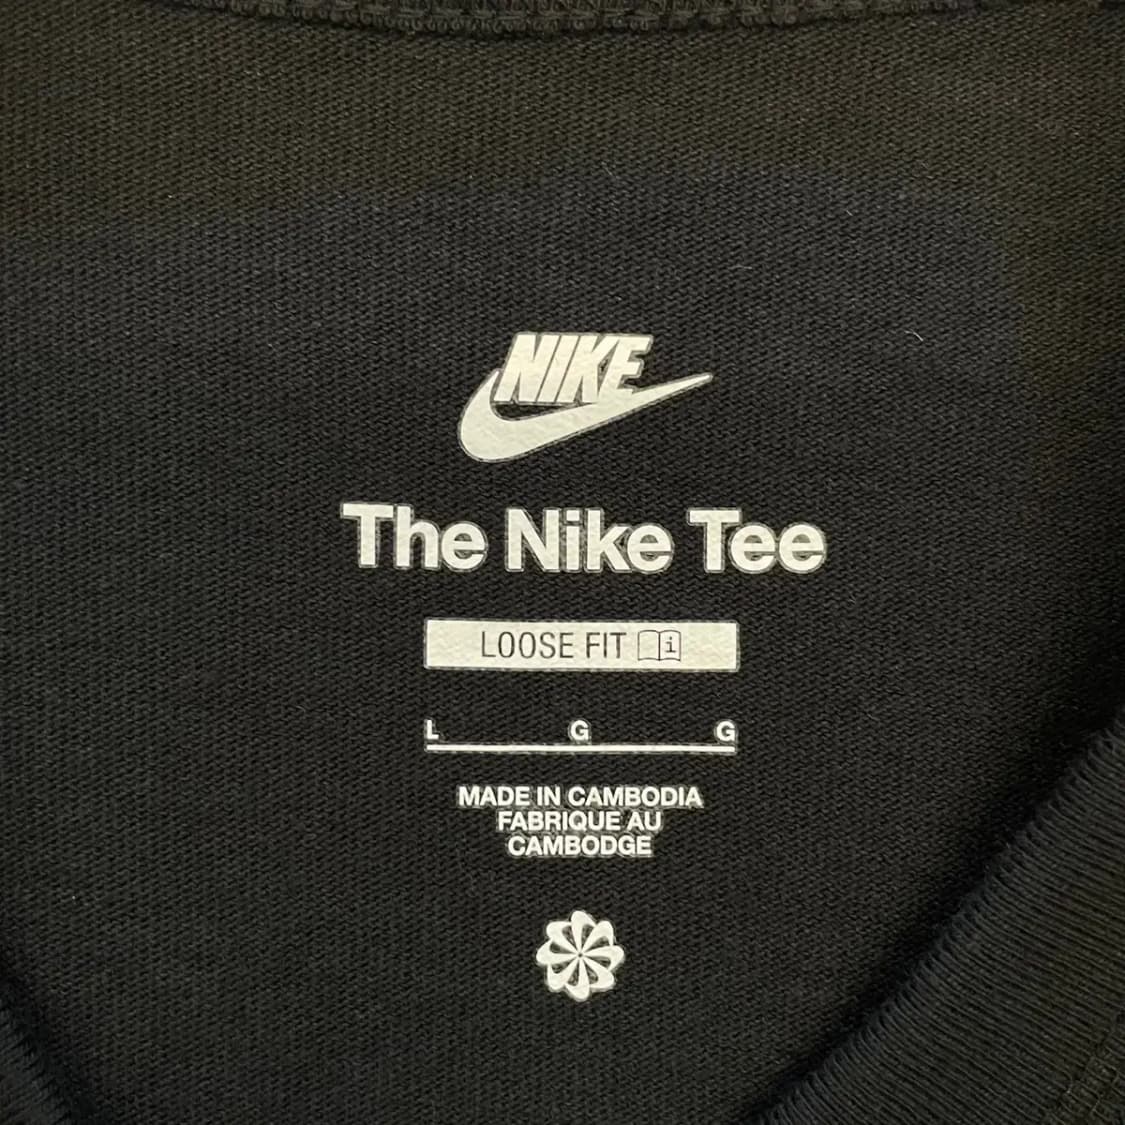 NIKE
The Nike Tee
LOOSE FIT i
L G G
MADE IN CAMBODIA
FABRIQUE AU
CAMBODGE